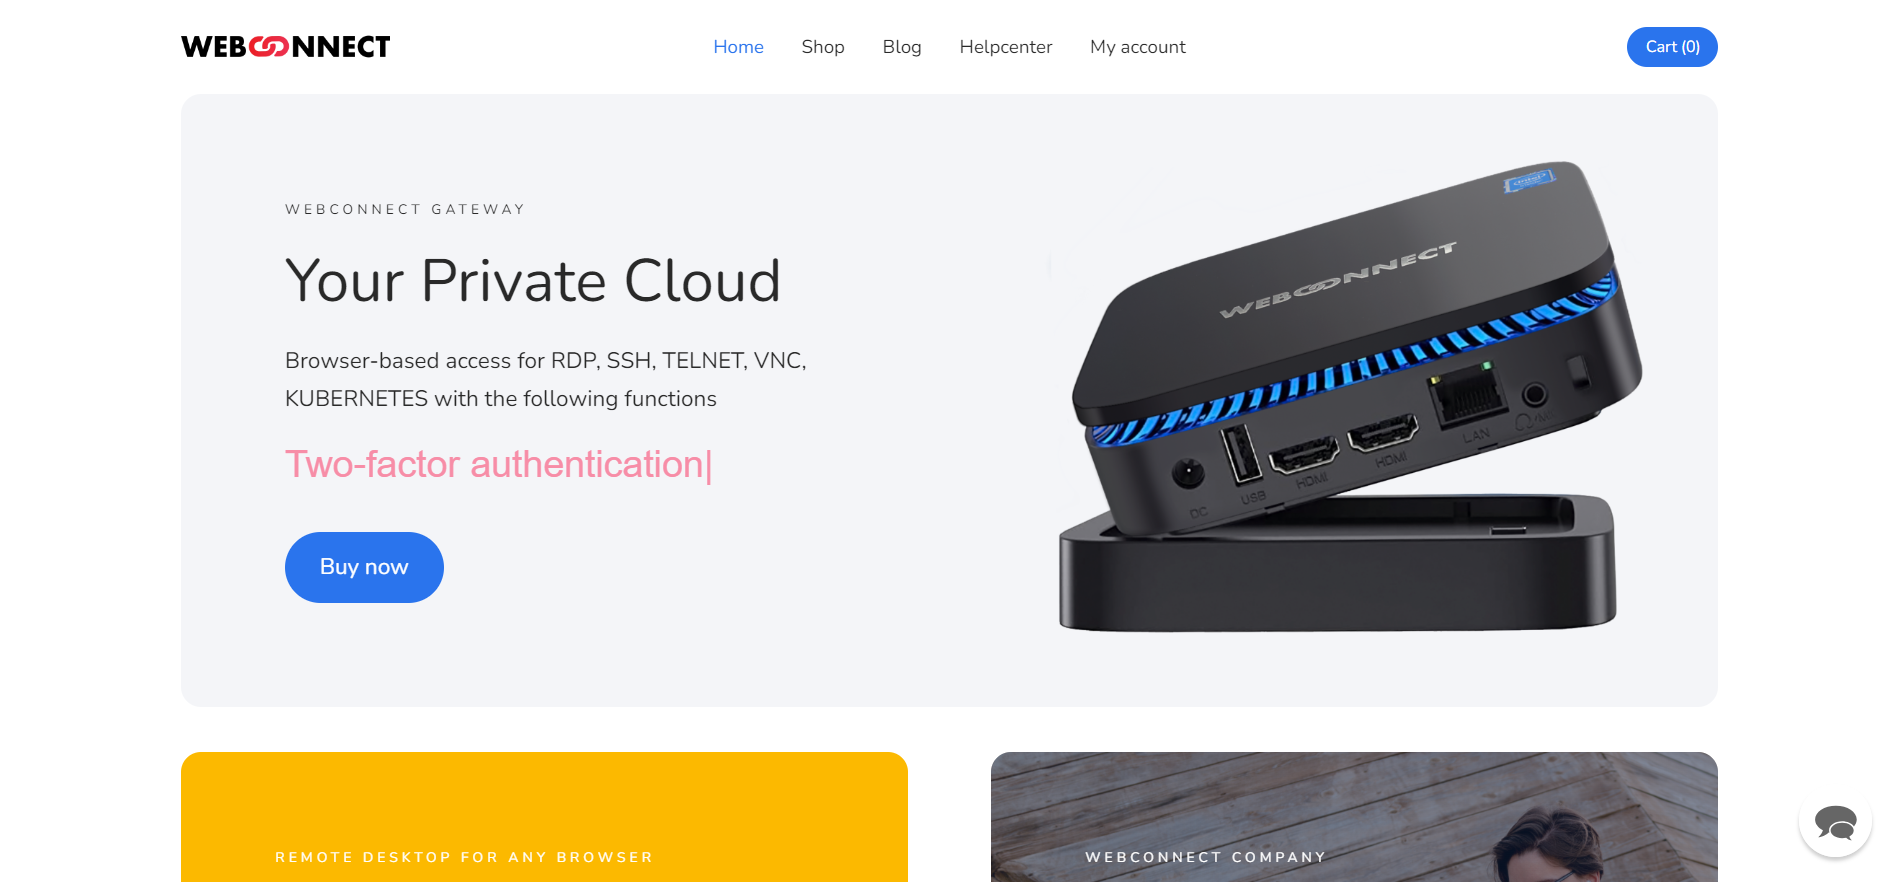 WEBCONNECT
Home
Shop
Blog
Helpcenter
My account
Cart (0)
WEBCONNECT GATEWAY
Your Private Cloud
Browser-based access for RDP, SSH, TELNET, VNC,
KUBERNETES with the following functions
Two-factor authentication|
Buy now
WEBCONNECT
DC
USB
HDMI
HDMI
LAN
REMOTE DESKTOP FOR ANY BROWSER
WEBCONNECT COMPANY